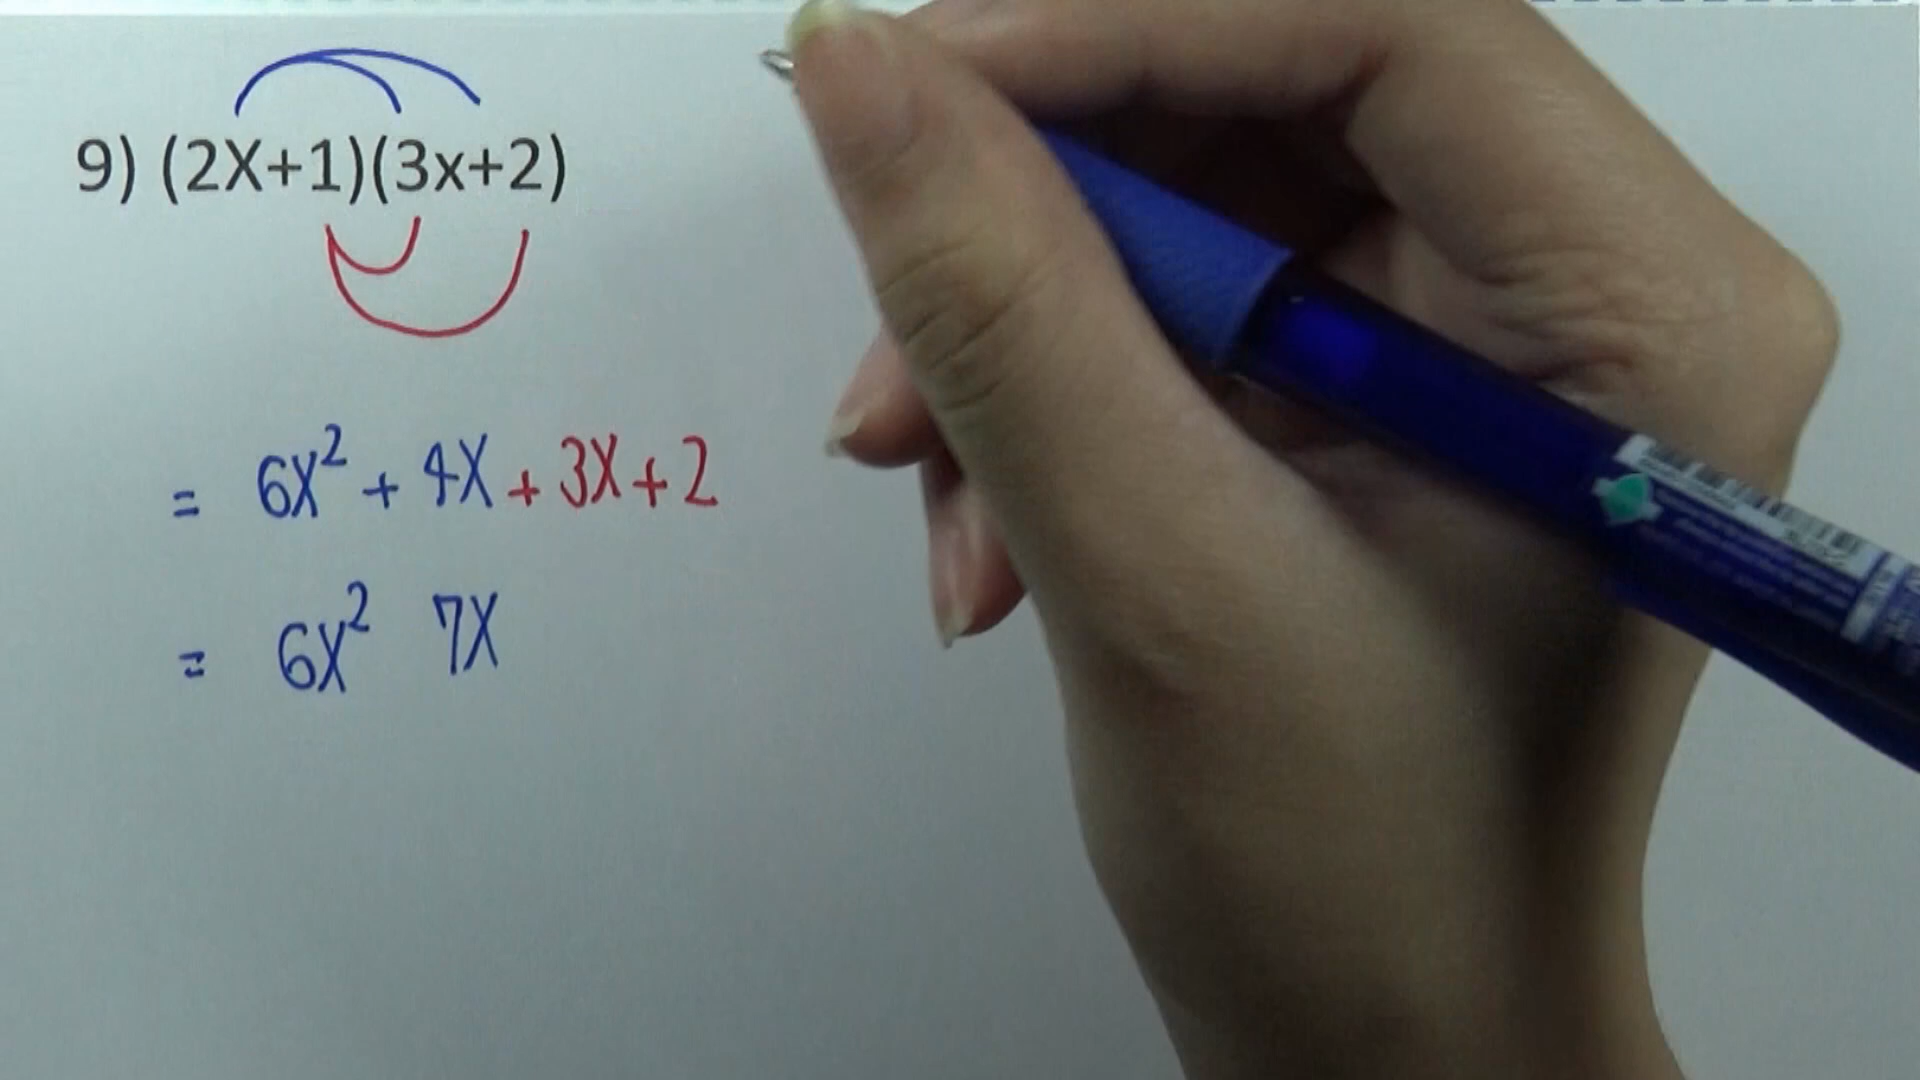 9) (2X+1)(3x+2)
= 6X² + 4X + 3X + 2
= 6X² 7X